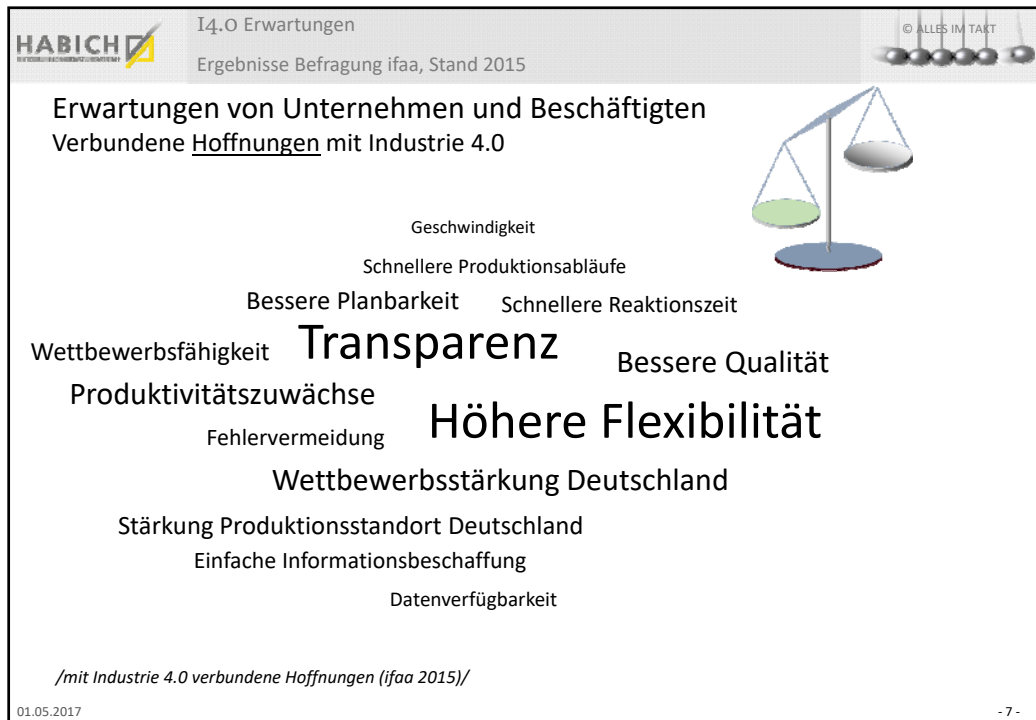 HABICH
I4.0 Erwartungen
Ergebnisse Befragung ifaa, Stand 2015
© ALLES IM TAKT
Erwartungen von Unternehmen und Beschäftigten
Verbundene Hoffnungen mit Industrie 4.0
Geschwindigkeit
Schnellere Produktionsabläufe
Bessere Planbarkeit
Schnellere Reaktionszeit
Wettbewerbsfähigkeit
Transparenz
Bessere Qualität
Produktivitätszuwächse
Höhere Flexibilität
Fehlervermeidung
Wettbewerbsstärkung Deutschland
Stärkung Produktionsstandort Deutschland
Einfache Informationsbeschaffung
Datenverfügbarkeit
/mit Industrie 4.0 verbundene Hoffnungen (ifaa 2015)/
01.05.2017
- 7 -